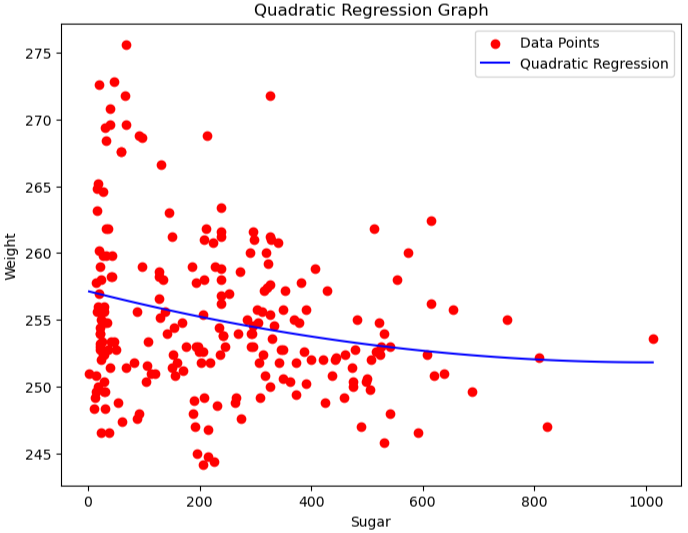 Quadratic Regression Graph
Data Points
Quadratic Regression
275
270
265
260
255
250
245
Weight
0 200 400 600 800 1000
Sugar